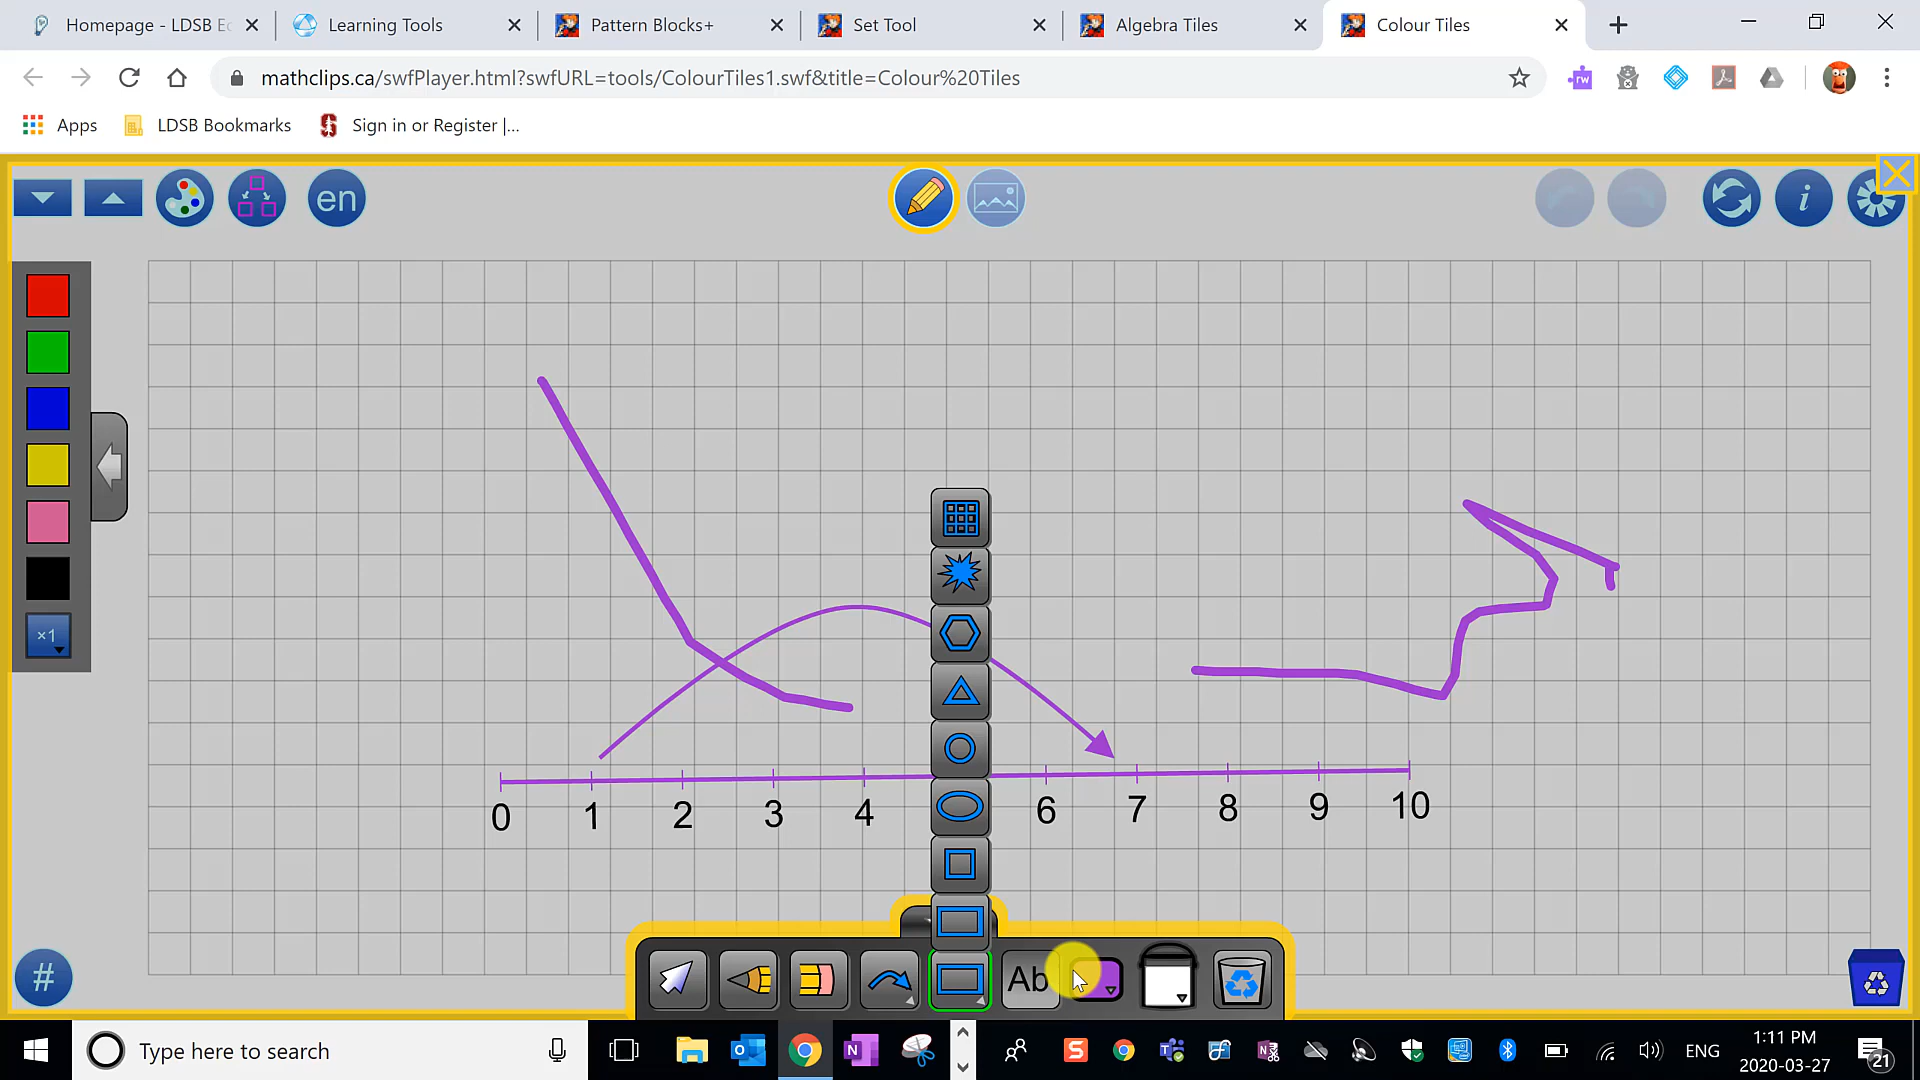 Homepage - LDSB Ec
Learning Tools
Pattern Blocks+
Set Tool
Algebra Tiles
Colour Tiles
mathclips.ca/swfPlayer.html?swfURL=tools/ColourTiles1.swf&title=Colour%20Tiles
rw
Apps
LDSB Bookmarks
Sign in or Register |...
en
i
×1
0 1 2 3 4 6 7 8 9 10
#
Ab
Type here to search
ENG
1:11 PM
2020-03-27
21